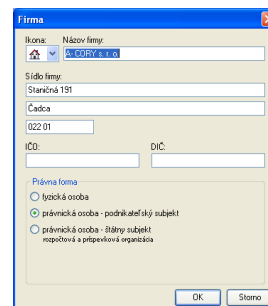 Firma
Ikona: Názov firmy:
A- CORY s. r. o.
Sídlo firmy:
Staničná 191
Čadca
022 01
IČO: DIČ:
Právna forma
fyzická osoba
právnická osoba - podnikateľský subjekt
právnická osoba - štátny subjekt
rozpočtová a príspevková organizácia
OK Storno